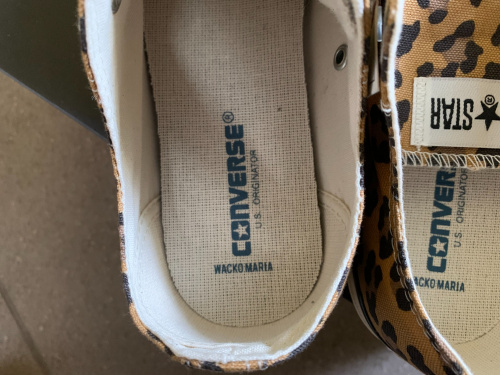 CONVERSE®
U.S. ORIGINATOR
WACKO MARIA
STAR
CONVERSE
U.S. ORIGINATOR
WACKO MARIA